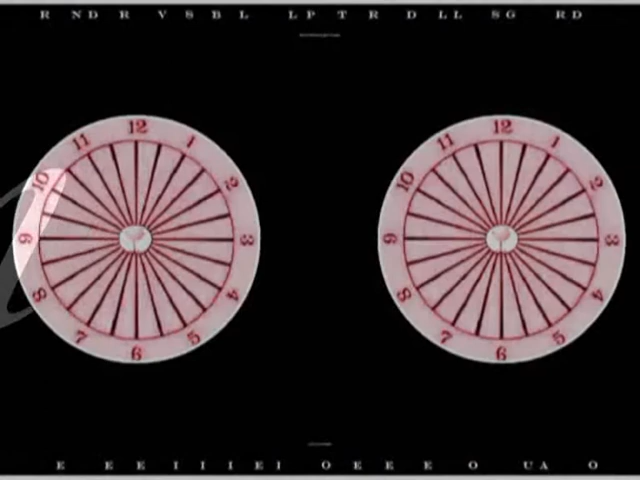 R ND R V S B L L P T R D L L S G R D
12 12
11 1 11 1
10 2 10 2
9 3 9 3
8 4 8 4
7 5 7 5
6 6
E E E I I I E I O E E E O U A O